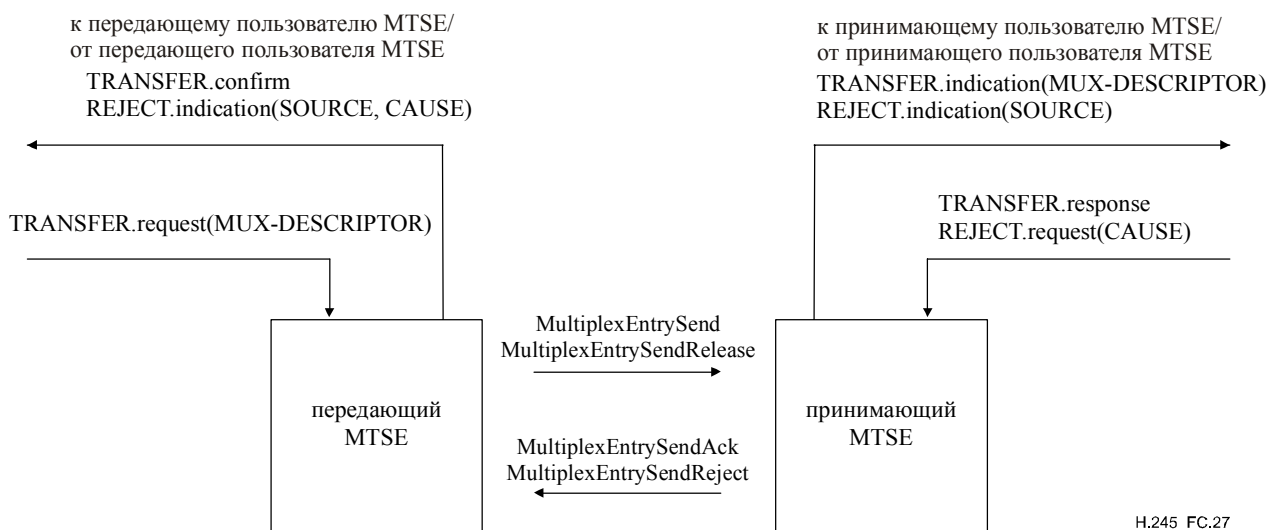 к передающему пользователю MTSE/
от передающего пользователя MTSE
TRANSFER.confirm
REJECT.indication(SOURCE, CAUSE)
TRANSFER.request(MUX-DESCRIPTOR)
к принимающему пользователю MTSE/
от принимающего пользователя MTSE
TRANSFER.indication(MUX-DESCRIPTOR)
REJECT.indication(SOURCE)
TRANSFER.response
REJECT.request(CAUSE)
передающий
MTSE
MultiplexEntrySend
MultiplexEntrySendRelease
MultiplexEntrySendAck
MultiplexEntrySendReject
принимающий
MTSE
H.245_FC.27